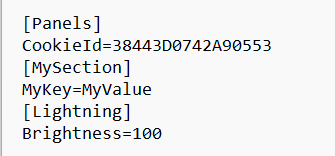 [Panels]
CookieId=38443D0742A90553
[MySection]
MyKey=MyValue
[Lightning]
Brightness=100